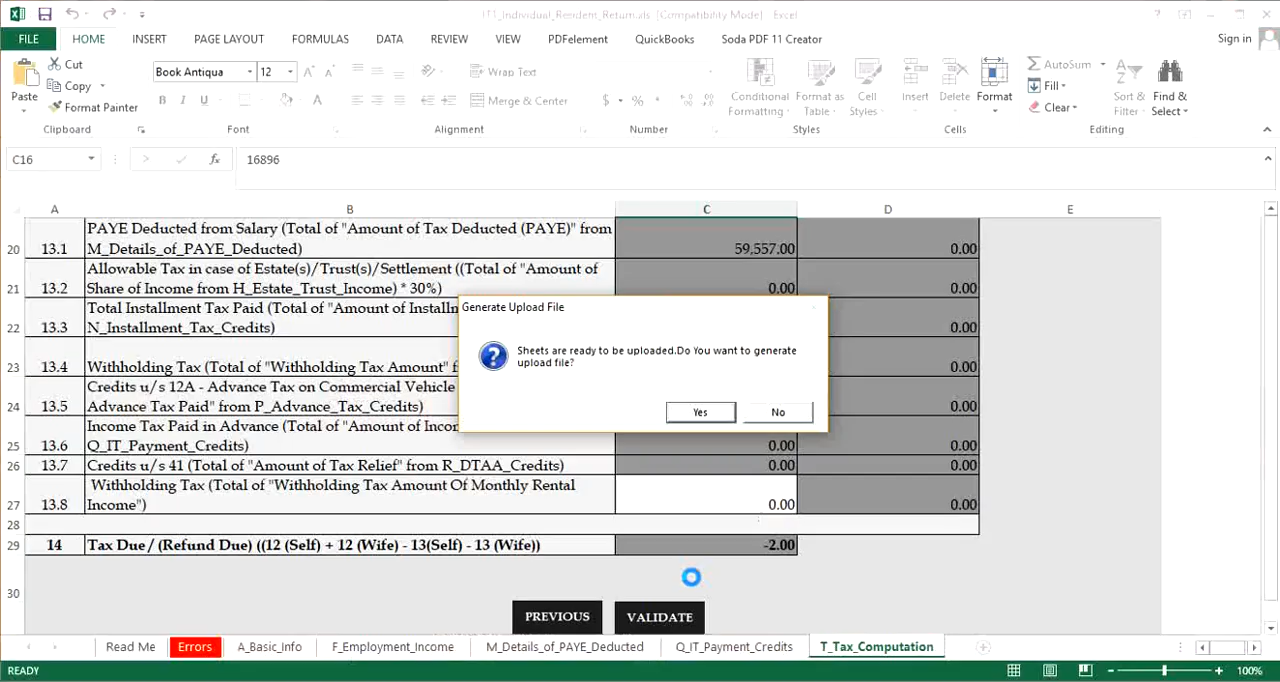 IT1_Individual_Resident_Return.xls [Compatibility Mode] - Excel
FILE HOME INSERT PAGE LAYOUT FORMULAS DATA REVIEW VIEW PDFelement QuickBooks Soda PDF 11 Creator Sign in
Cut
Copy
Format Painter
Paste
Clipboard
Book Antiqua 12
B I U A
Font
Wrap Text
Merge & Center
Alignment
$ %
Number
Conditional Formatting
Format as Table
Cell Styles
Styles
Insert Delete Format
Cells
AutoSum
Fill
Clear
Sort & Filter
Find & Select
Editing
C16 fx 16896
A B C D E
20 13.1 PAYE Deducted from Salary (Total of "Amount of Tax Deducted (PAYE)" from
M_Details_of_PAYE_Deducted) 59,557.00 0.00
21 13.2 Allowable Tax in case of Estate(s)/Trust(s)/Settlement ((Total of "Amount of
Share of Income from H_Estate_Trust_Income) * 30%) 0.00 0.00
22 13.3 Total Installment Tax Paid (Total of "Amount of Installm
N_Installment_Tax_Credits) 0.00
23 13.4 Withholding Tax (Total of "Withholding Tax Amount" f 0.00
24 13.5 Credits u/s 12A - Advance Tax on Commercial Vehicle
Advance Tax Paid" from P_Advance_Tax_Credits) 0.00
25 13.6 Income Tax Paid in Advance (Total of "Amount of Incom
Q_IT_Payment_Credits) 0.00 0.00
26 13.7 Credits u/s 41 (Total of "Amount of Tax Relief" from R_DTAA_Credits) 0.00 0.00
27 13.8 Withholding Tax (Total of "Withholding Tax Amount Of Monthly Rental
Income") 0.00 0.00
28
29 14 Tax Due / (Refund Due) ((12 (Self) + 12 (Wife) - 13(Self) - 13 (Wife)) -2.00
30
Generate Upload File
Sheets are ready to be uploaded.Do You want to generate
upload file?
Yes No
PREVIOUS VALIDATE
Read Me Errors A_Basic_Info F_Employment_Income M_Details_of_PAYE_Deducted Q_IT_Payment_Credits T_Tax_Computation
READY 100%